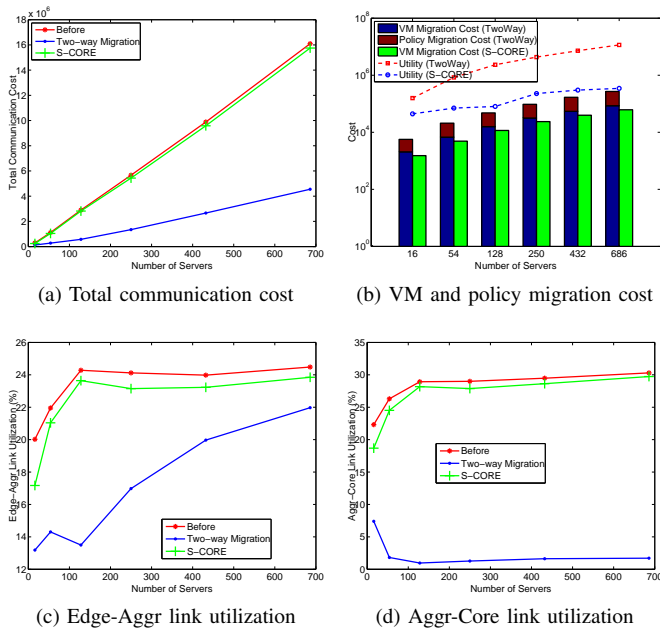 x 10^6
18
16
14
12
10
8
6
4
2
0
Total Communication Cost
Before
Two−way Migration
S−CORE
0 100 200 300 400 500 600 700
Number of Servers
(a) Total communication cost
10^8
10^6
10^4
10^2
10^0
Cost
VM Migration Cost (TwoWay)
Policy Migration Cost (TwoWay)
VM Migration Cost (S−CORE)
Utility (TwoWay)
Utility (S−CORE)
16 54 128 250 432 686
Number of Servers
(b) VM and policy migration cost
26
24
22
20
18
16
14
12
Edge−Aggr Link Utilization (%)
Before
Two−way Migration
S−CORE
0 100 200 300 400 500 600 700
Number of Servers
(c) Edge-Aggr link utilization
35
30
25
20
15
10
5
0
Aggr−Core Link Utilization (%)
Before
Two−way Migration
S−CORE
0 100 200 300 400 500 600 700
Number of Servers
(d) Aggr-Core link utilization